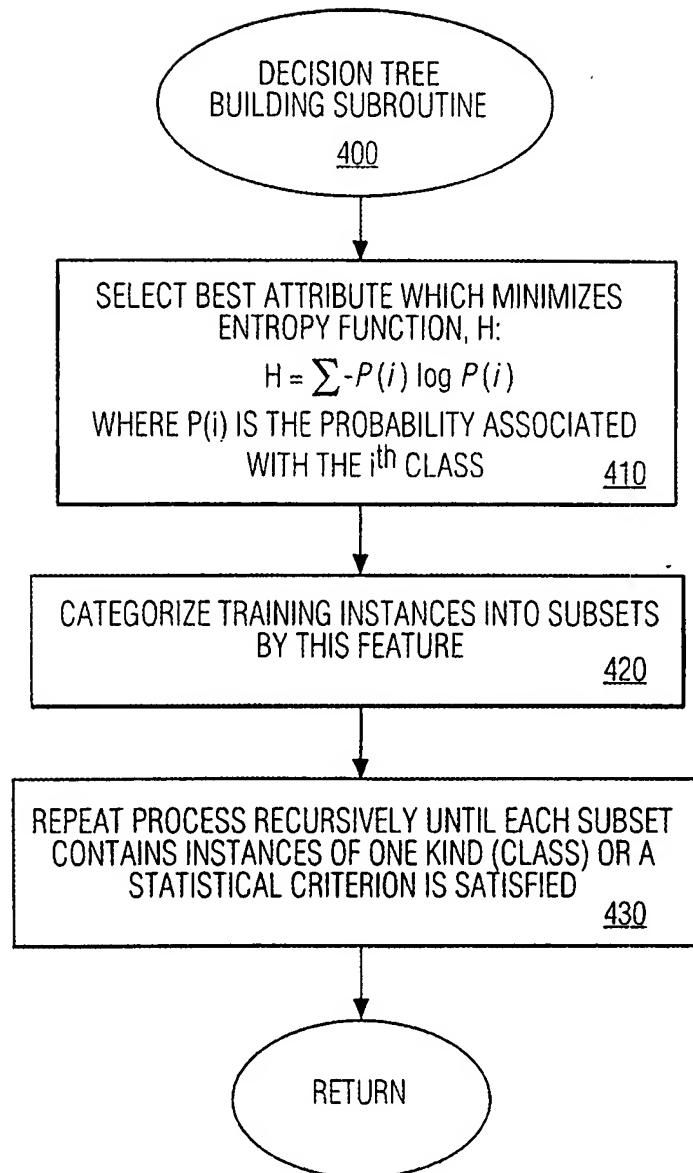 DECISION TREE
BUILDING SUBROUTINE
400
SELECT BEST ATTRIBUTE WHICH MINIMIZES
ENTROPY FUNCTION, H:
H = ∑ -P(i) log P(i)
WHERE P(i) IS THE PROBABILITY ASSOCIATED
WITH THE ith CLASS
410
CATEGORIZE TRAINING INSTANCES INTO SUBSETS
BY THIS FEATURE
420
REPEAT PROCESS RECURSIVELY UNTIL EACH SUBSET
CONTAINS INSTANCES OF ONE KIND (CLASS) OR A
STATISTICAL CRITERION IS SATISFIED
430
RETURN